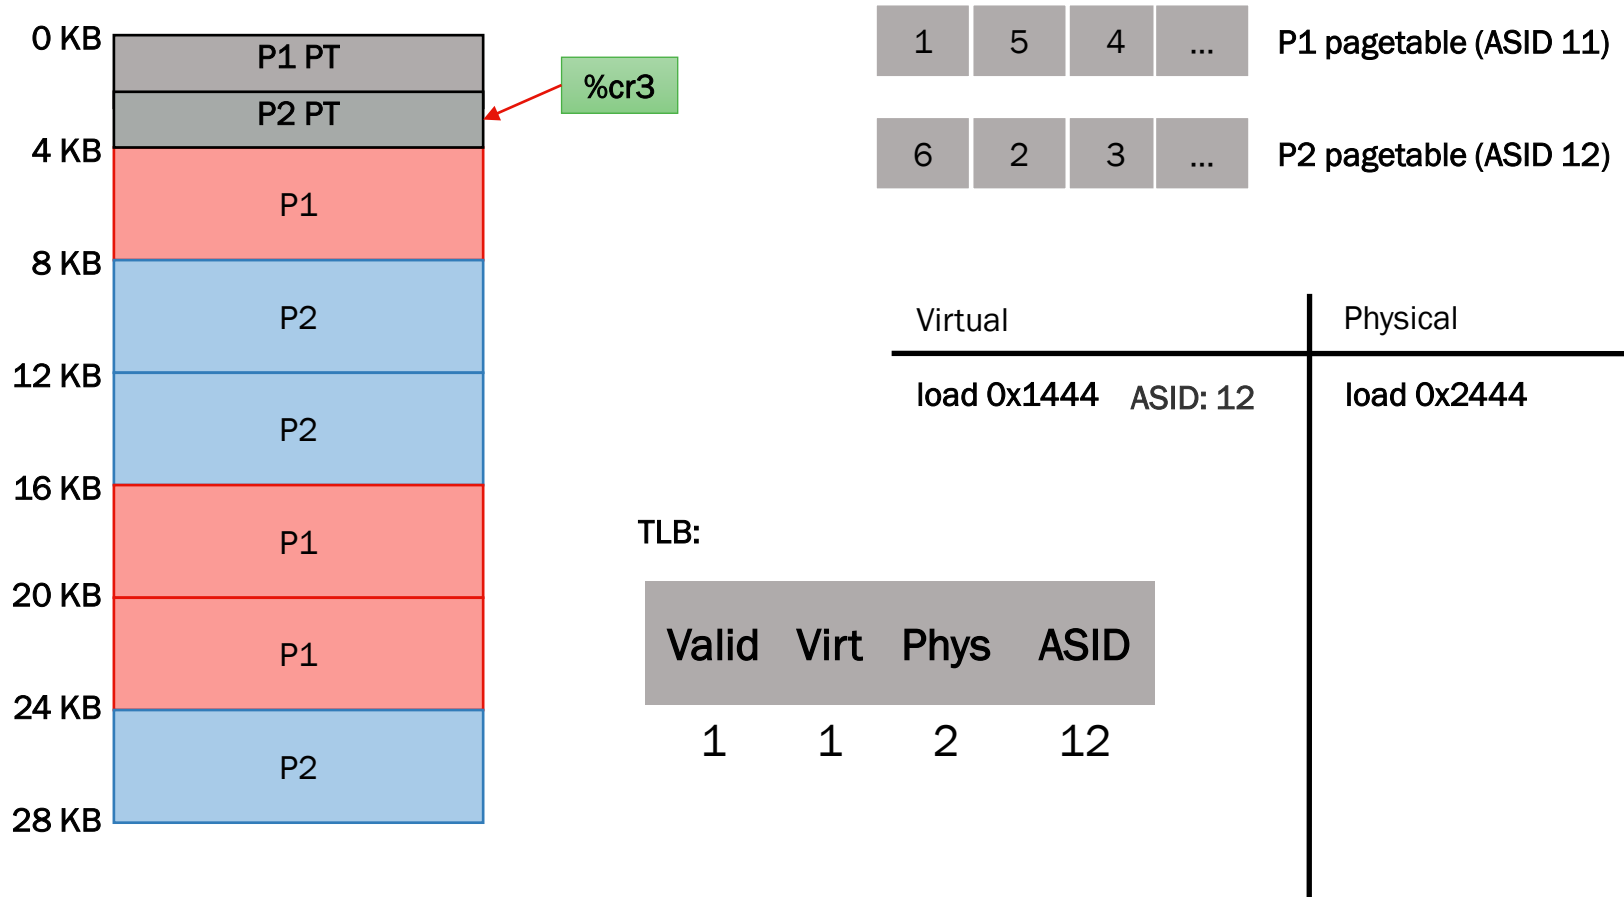 0 KB
P1 PT
P2 PT
%cr3
4 KB
P1
8 KB
P2
12 KB
P2
16 KB
P1
20 KB
P1
24 KB
P2
28 KB
1 5 4 ... P1 pagetable (ASID 11)
6 2 3 ... P2 pagetable (ASID 12)
Virtual Physical
load 0x1444 ASID: 12 load 0x2444
TLB:
Valid Virt Phys ASID
1 1 2 12